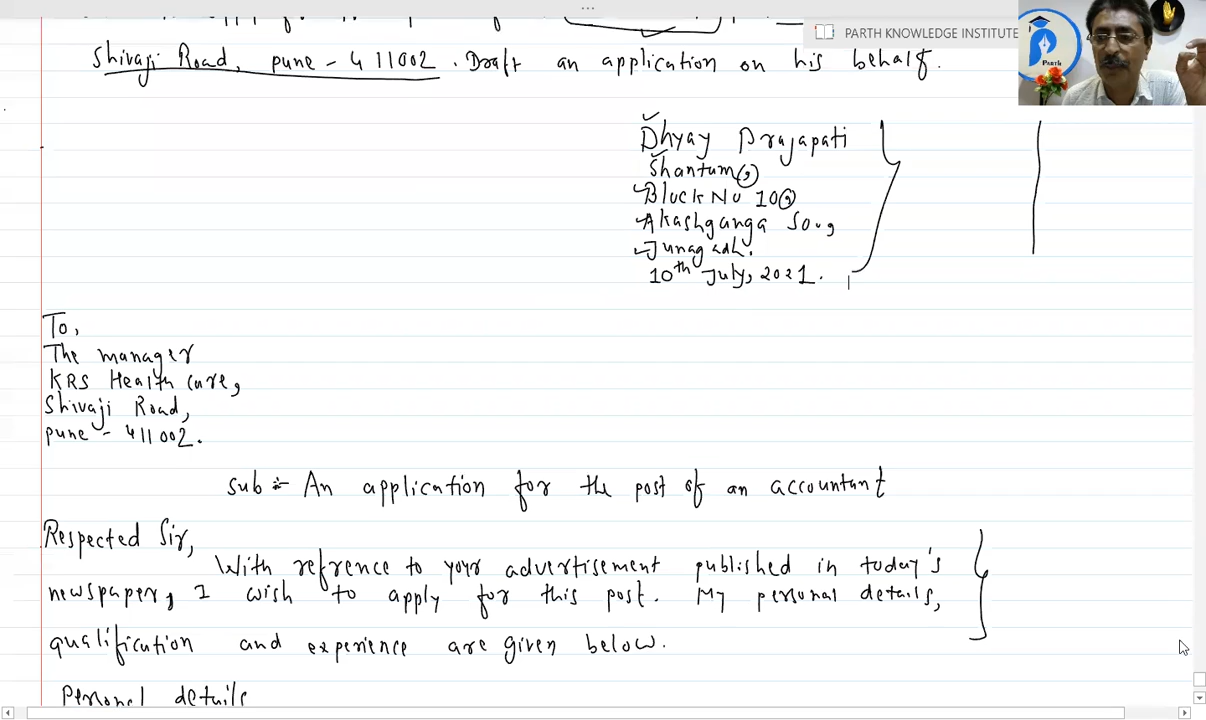 PARTH KNOWLEDGE INSTITUTE
Parth
Shivaji Road, pune - 411002. Draft an application on his behalf.
Dhyay Prajapati
Shantum,
Block No 10,
Akashganga Soc,
Junagadh.
10th July, 2021.
To,
The manager
KRS Health Care,
Shivaji Road,
pune - 411002.
Sub :- An application for the post of an accountant
Respected Sir,
With refrence to your advertisement published in today's
newspaper, I wish to apply for this post. My personal details,
qualification and experience are given below.
Personal details